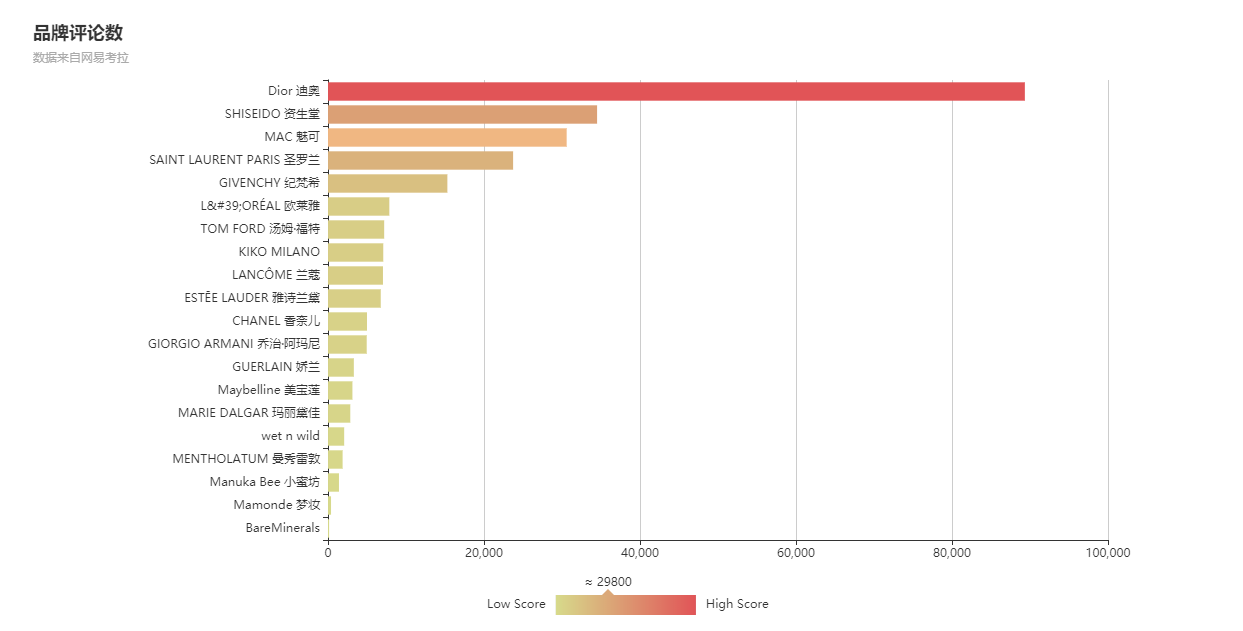 品牌评论数
数据来自网易考拉
Dior 迪奥
SHISEIDO 资生堂
MAC 魅可
SAINT LAURENT PARIS 圣罗兰
GIVENCHY 纪梵希
L&#39;ORÉAL 欧莱雅
TOM FORD 汤姆·福特
KIKO MILANO
LANCÔME 兰蔻
ESTĒE LAUDER 雅诗兰黛
CHANEL 香奈儿
GIORGIO ARMANI 乔治·阿玛尼
GUERLAIN 娇兰
Maybelline 美宝莲
MARIE DALGAR 玛丽黛佳
wet n wild
MENTHOLATUM 曼秀雷敦
Manuka Bee 小蜜坊
Mamonde 梦妆
BareMinerals
0 20,000 40,000 60,000 80,000 100,000
≈ 29800
Low Score High Score